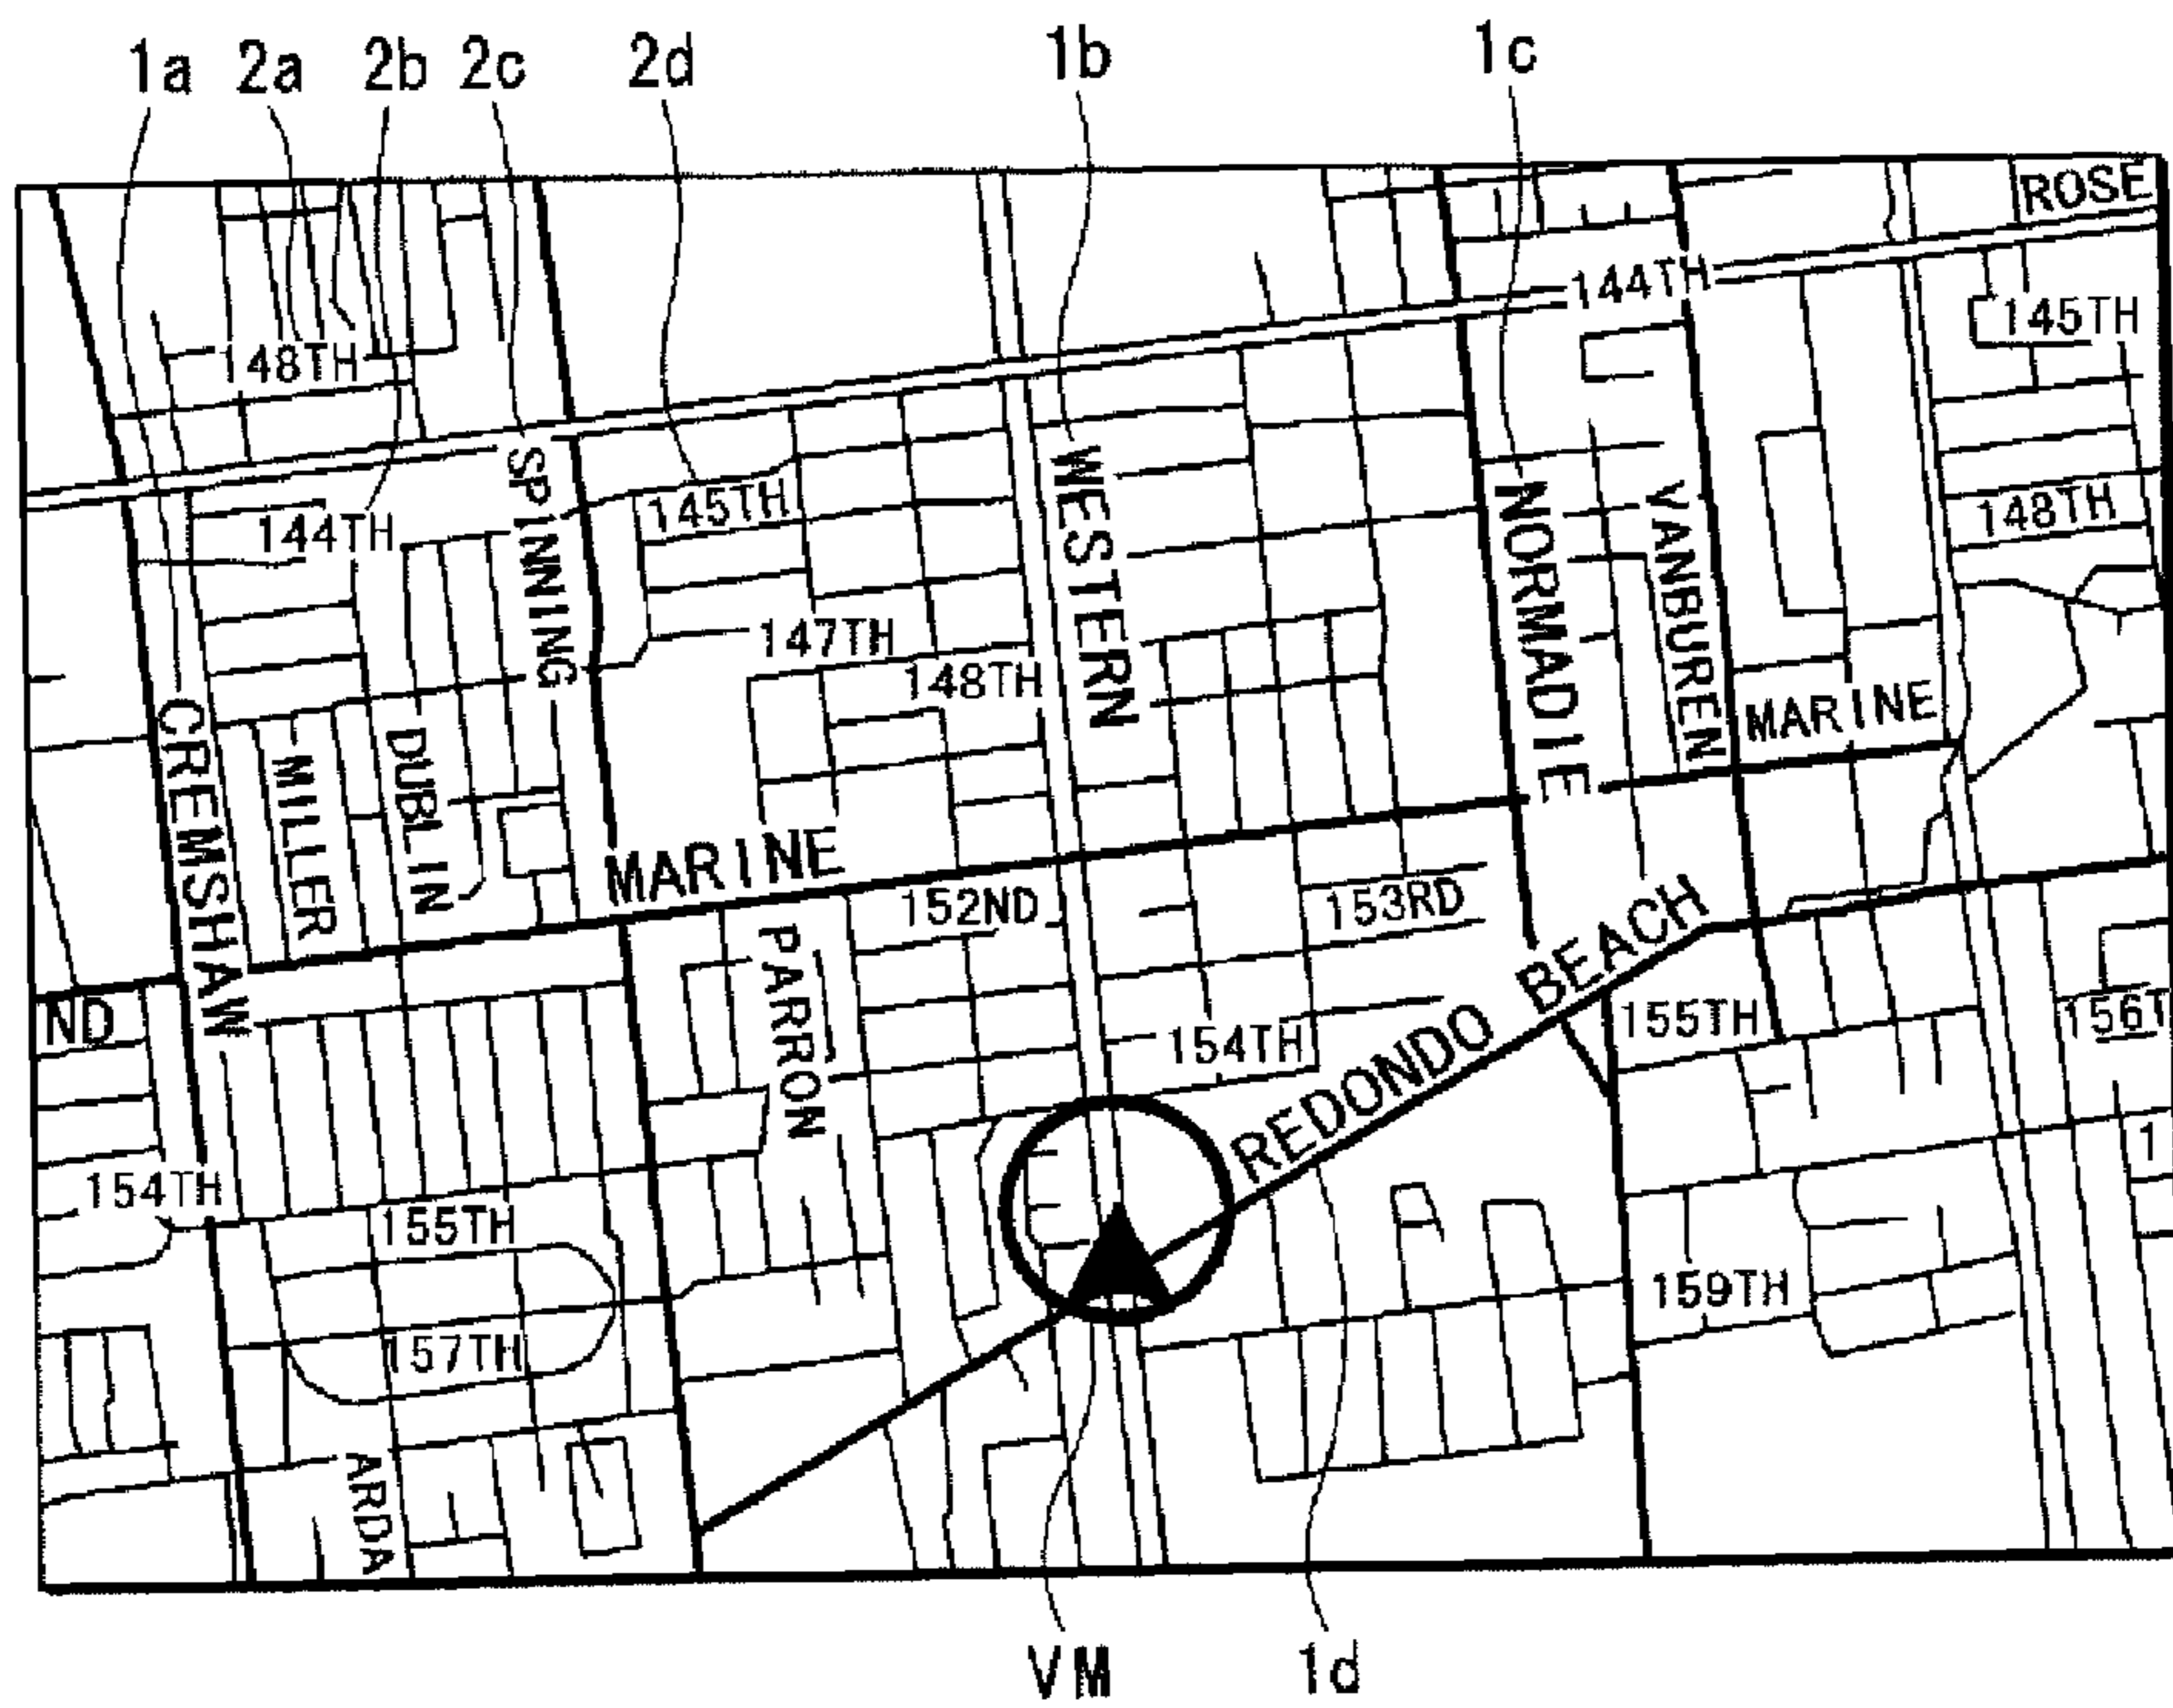 1a 2a 2b 2c 2d 1b 1c
ROSE
144TH
145TH
148TH
SPINNING
WESTERN
145TH
NORMADIE
VANBUREN
148TH
144TH
147TH
148TH
CREMSHAW
MILLER
DUBLIN
MARINE
MARINE
152ND
153RD
PARRON
REDONDO BEACH
ND
154TH
155TH
156T
154TH
155TH
1
159TH
157TH
ARDA
VM 1d